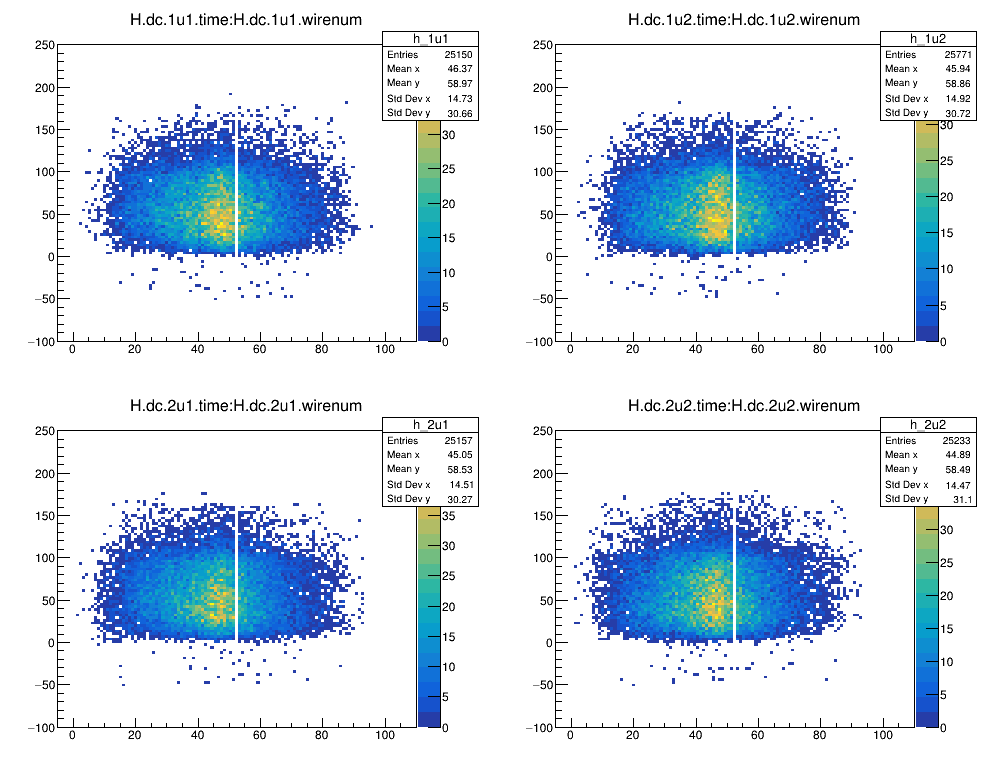 H.dc.1u1.time:H.dc.1u1.wirenum
h_1u1
Entries 25150
Mean x 46.37
Mean y 58.97
Std Dev x 14.73
Std Dev y 30.66
250
200
150
100
50
0
−50
−100
0 20 40 60 80 100
30
25
20
15
10
5
0
H.dc.1u2.time:H.dc.1u2.wirenum
h_1u2
Entries 25771
Mean x 45.94
Mean y 58.86
Std Dev x 14.92
Std Dev y 30.72
250
200
150
100
50
0
−50
−100
0 20 40 60 80 100
30
25
20
15
10
5
0
H.dc.2u1.time:H.dc.2u1.wirenum
h_2u1
Entries 25157
Mean x 45.05
Mean y 58.53
Std Dev x 14.51
Std Dev y 30.27
250
200
150
100
50
0
−50
−100
0 20 40 60 80 100
35
30
25
20
15
10
5
0
H.dc.2u2.time:H.dc.2u2.wirenum
h_2u2
Entries 25233
Mean x 44.89
Mean y 58.49
Std Dev x 14.47
Std Dev y 31.1
250
200
150
100
50
0
−50
−100
0 20 40 60 80 100
30
25
20
15
10
5
0